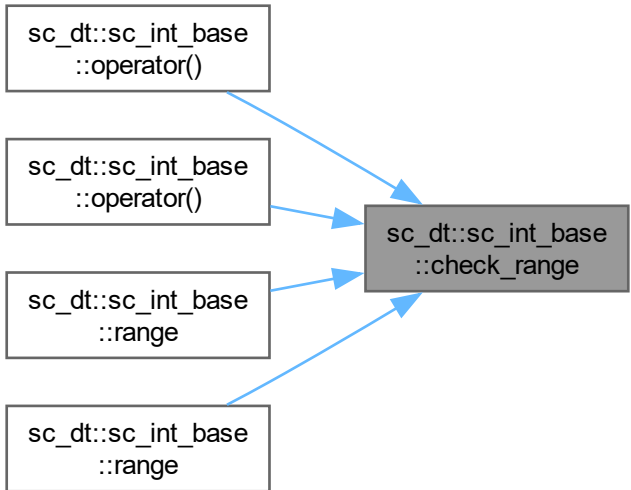 sc_dt::sc_int_base
::operator()
sc_dt::sc_int_base
::operator()
sc_dt::sc_int_base
::check_range
sc_dt::sc_int_base
::range
sc_dt::sc_int_base
::range